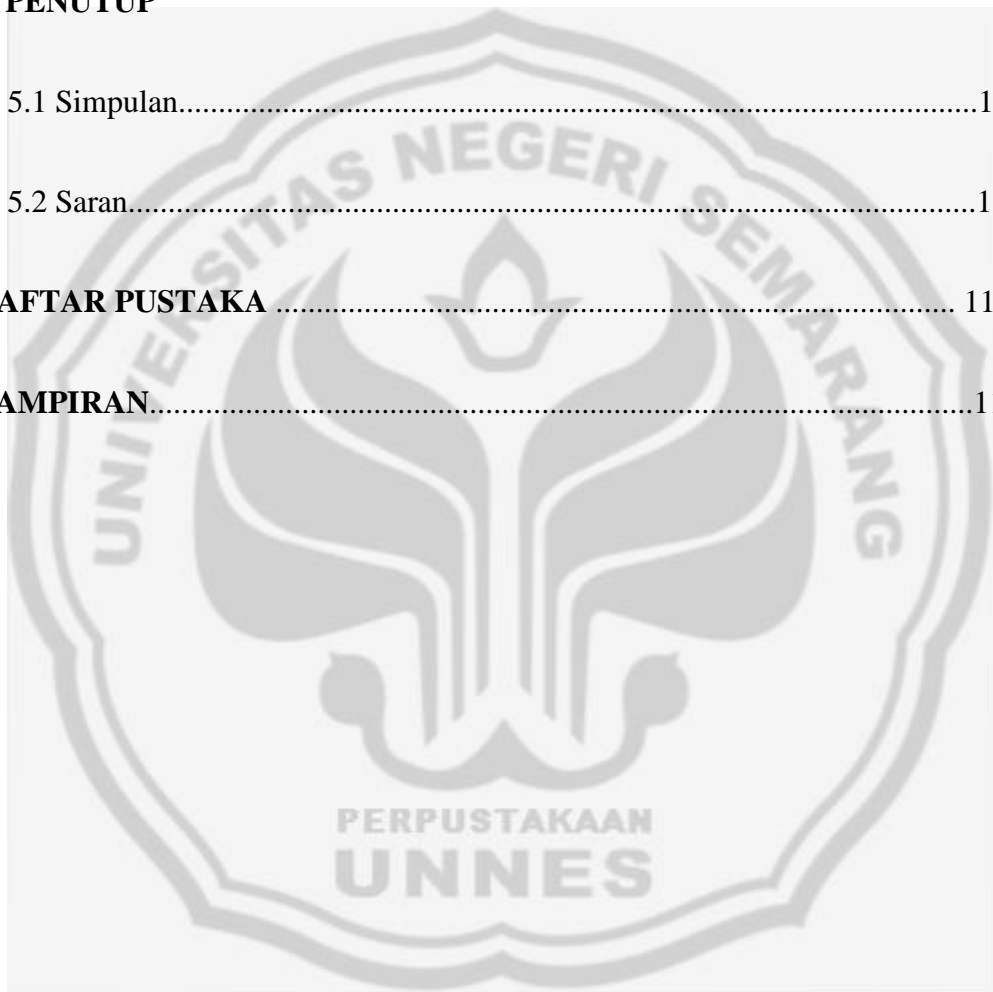 PENUTUP
5.1 Simpulan....................................................................................................1
5.2 Saran..........................................................................................................1
AFTAR PUSTAKA ..................................................................................... 11
AMPIRAN.......................................................................................................1
UNIVERSITAS NEGERI SEMARANG
PERPUSTAKAAN
UNNES